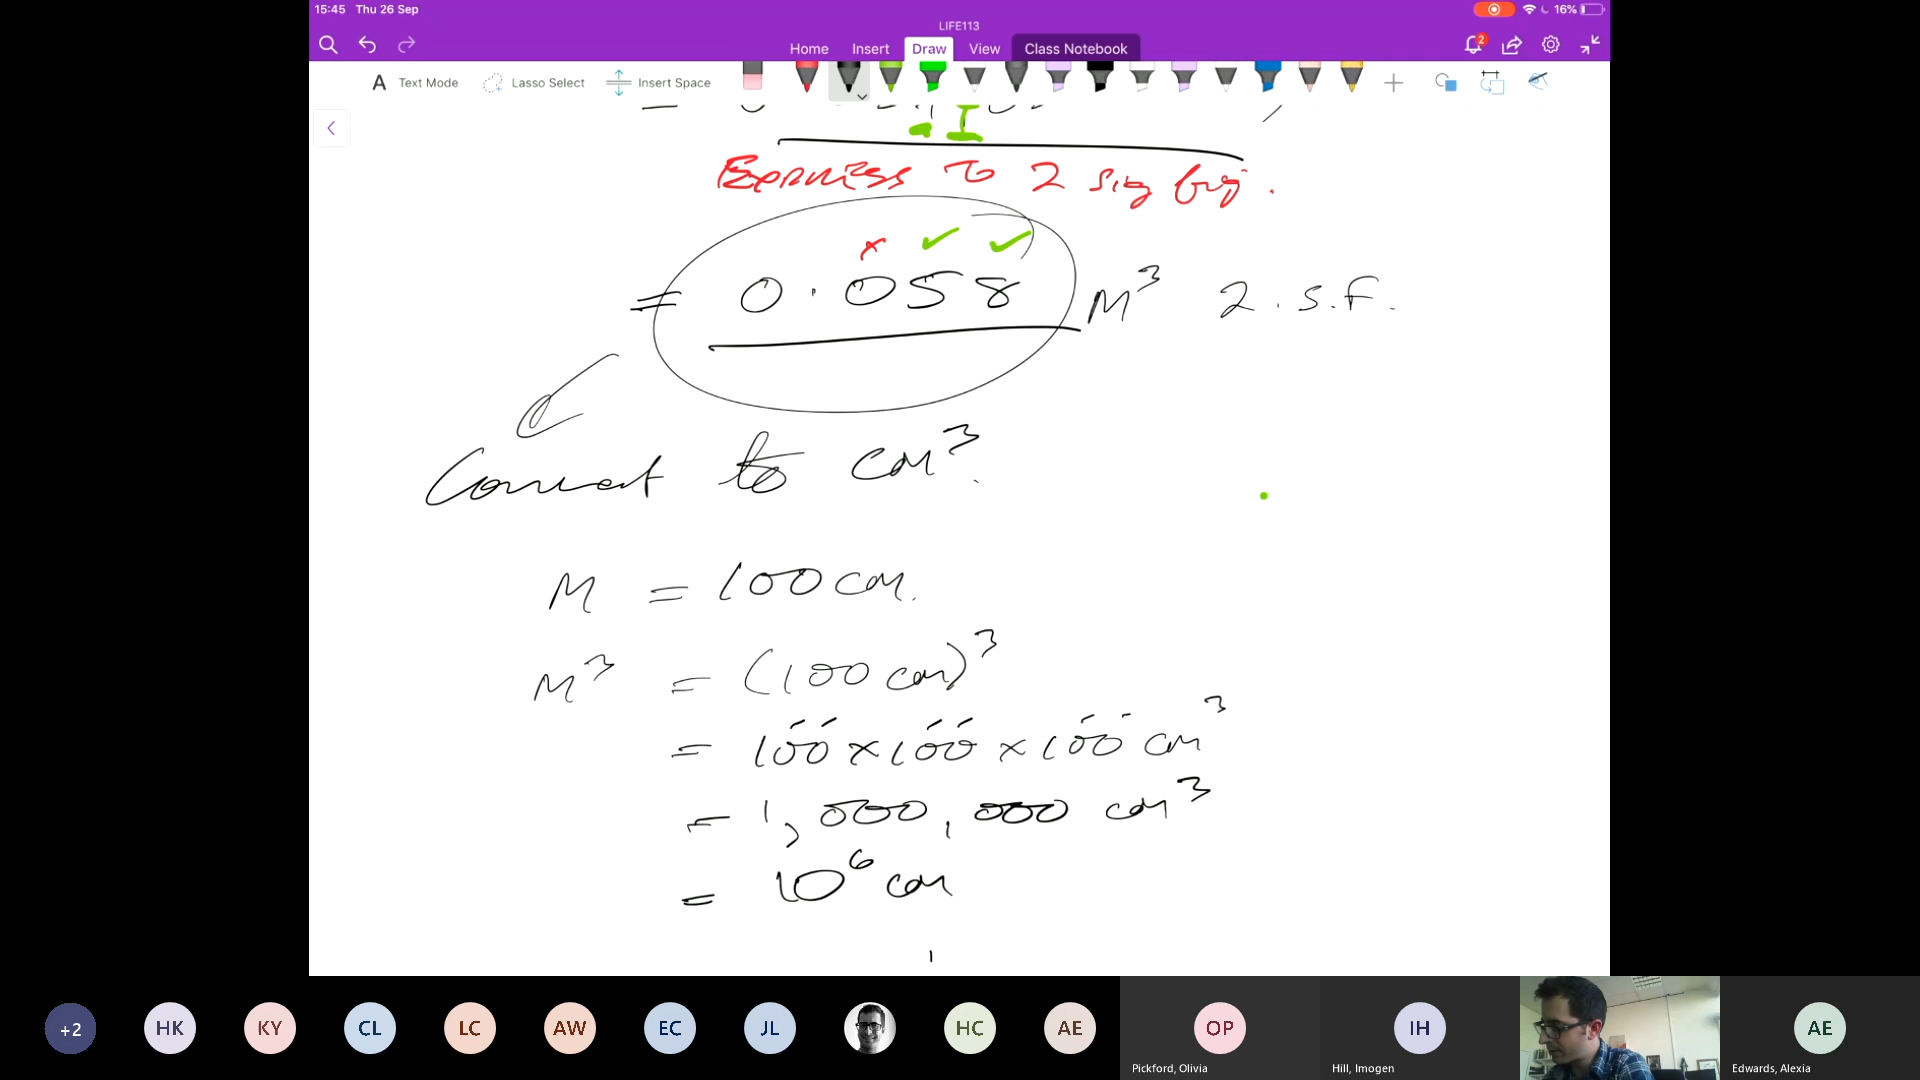 15:45 Thu 26 Sep
16%
LIFE113
Home Insert Draw View Class Notebook
2
A Text Mode Lasso Select Insert Space
Express to 2 sig fig.
= 0.058 M³ 2.s.f.
Convert to cm³.
M = 100cm.
M³ = (100 cm)³
= 100 × 100 × 100 cm³
= 1,000,000 cm³
= 10⁶ cm
+2 HK KY CL LC AW EC JL HC AE OP IH AE
Pickford, Olivia Hill, Imogen Edwards, Alexia